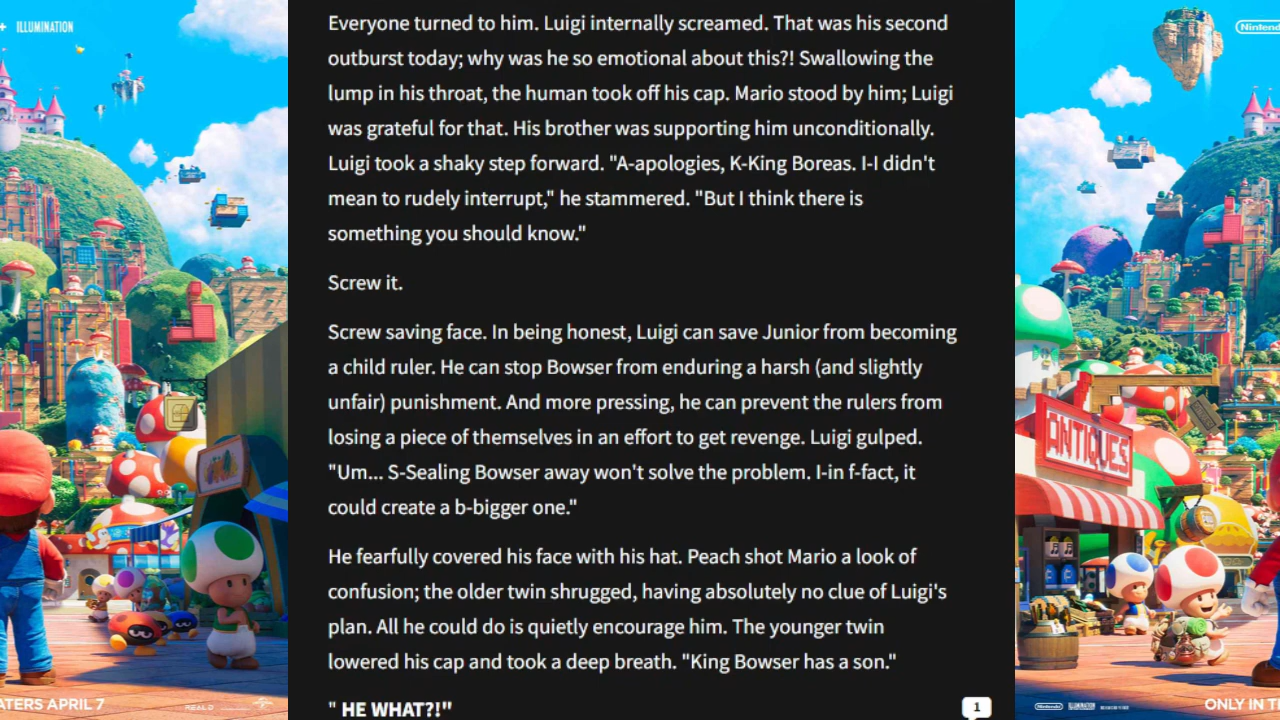 + ILLUMINATION
Everyone turned to him. Luigi internally screamed. That was his second
outburst today; why was he so emotional about this?! Swallowing the
lump in his throat, the human took off his cap. Mario stood by him; Luigi
was grateful for that. His brother was supporting him unconditionally.
Luigi took a shaky step forward. "A-apologies, K-King Boreas. I-I didn't
mean to rudely interrupt," he stammered. "But I think there is
something you should know."
Screw it.
Screw saving face. In being honest, Luigi can save Junior from becoming
a child ruler. He can stop Bowser from enduring a harsh (and slightly
unfair) punishment. And more pressing, he can prevent the rulers from
losing a piece of themselves in an effort to get revenge. Luigi gulped.
"Um... S-Sealing Bowser away won't solve the problem. I-in f-fact, it
could create a b-bigger one."
He fearfully covered his face with his hat. Peach shot Mario a look of
confusion; the older twin shrugged, having absolutely no clue of Luigi's
plan. All he could do is quietly encourage him. The younger twin
lowered his cap and took a deep breath. "King Bowser has a son."
" HE WHAT?!"
1
ATERS APRIL 7
REALD
Nintend
ANTIQUES
Nintendo
ILLUMINATION
ONLY IN T